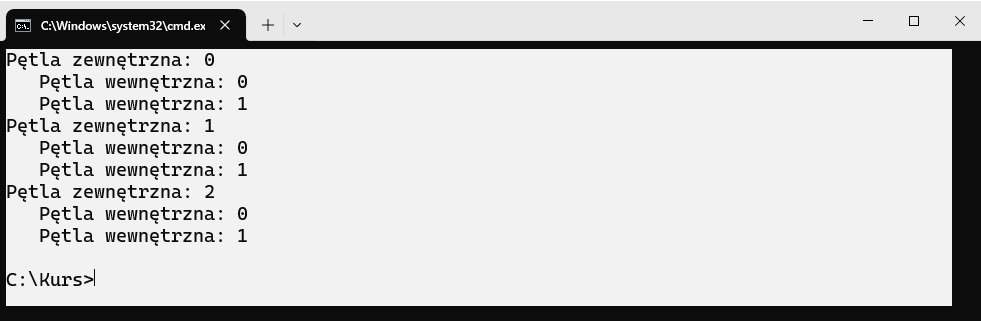 C:\Windows\system32\cmd.ex
Pętla zewnętrzna: 0
   Pętla wewnętrzna: 0
   Pętla wewnętrzna: 1
Pętla zewnętrzna: 1
   Pętla wewnętrzna: 0
   Pętla wewnętrzna: 1
Pętla zewnętrzna: 2
   Pętla wewnętrzna: 0
   Pętla wewnętrzna: 1
C:\Kurs>